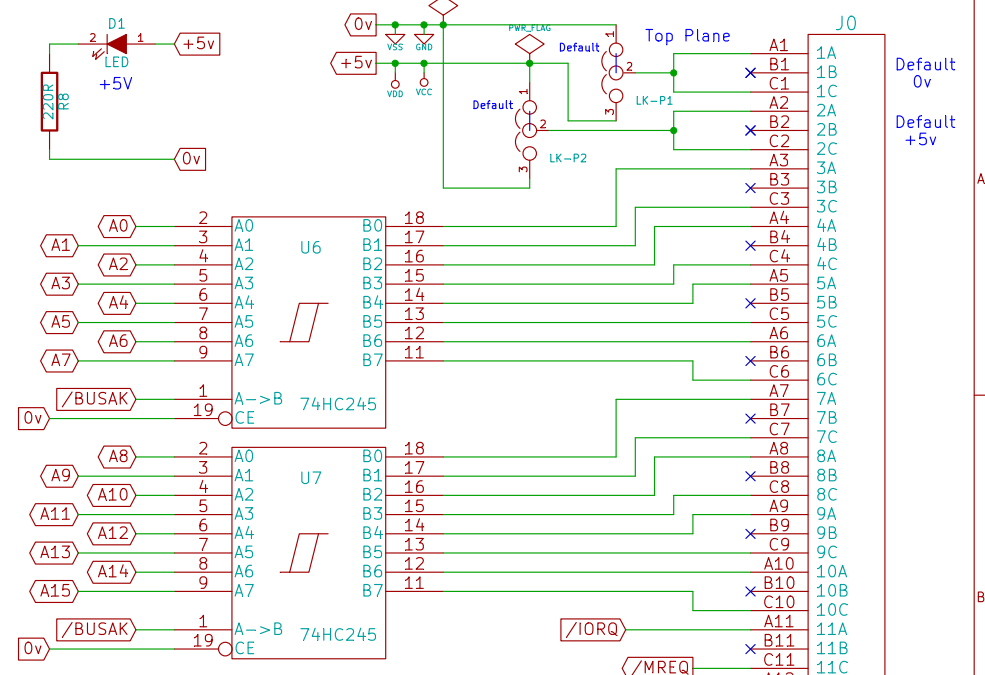 D1
2 1 +5v
LED
+5V
220R
R8
0v
0v
VSS GND
+5v
VDD VCC
PWR_FLAG
Default 1
2
3
LK-P1
Default 1
2
3
LK-P2
Top Plane
J0
Default
0v
Default
+5v
A1 1A
B1 1B
C1 1C
A2 2A
B2 2B
C2 2C
A3 3A
B3 3B
C3 3C
A4 4A
B4 4B
C4 4C
A5 5A
B5 5B
C5 5C
A6 6A
B6 6B
C6 6C
A7 7A
B7 7B
C7 7C
A8 8A
B8 8B
C8 8C
A9 9A
B9 9B
C9 9C
A10 10A
B10 10B
C10 10C
A11 11A
B11 11B
C11 11C
A
B
U6
A0 2 A0 B0 18
A1 3 A1 B1 17
A2 4 A2 B2 16
A3 5 A3 B3 15
A4 6 A4 B4 14
A5 7 A5 B5 13
A6 8 A6 B6 12
A7 9 A7 B7 11
/BUSAK 1 A->B 74HC245
0v 19 CE
U7
A8 2 A0 B0 18
A9 3 A1 B1 17
A10 4 A2 B2 16
A11 5 A3 B3 15
A12 6 A4 B4 14
A13 7 A5 B5 13
A14 8 A6 B6 12
A15 9 A7 B7 11
/BUSAK 1 A->B 74HC245
0v 19 CE
/IORQ
/MREQ